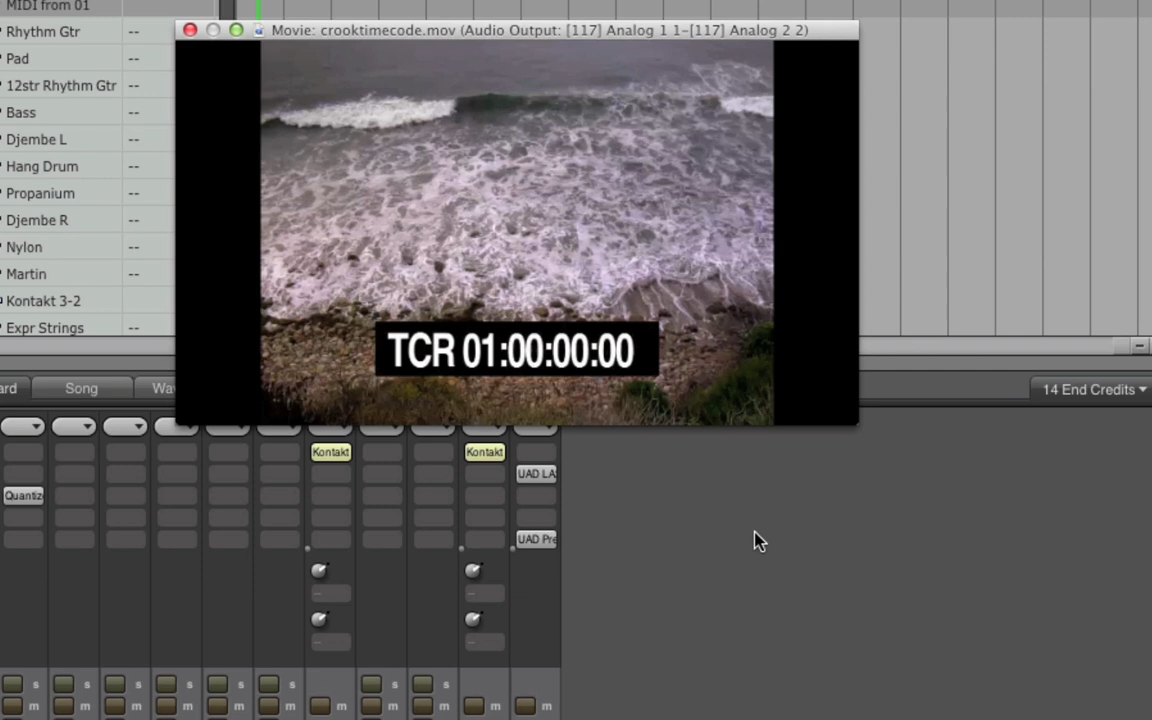 MIDI from 01
Movie: crooktimecode.mov (Audio Output: [117] Analog 1 1-[117] Analog 2 2)
Rhythm Gtr --
Pad --
12str Rhythm Gtr --
Bass --
Djembe L --
Hang Drum --
Propanium --
Djembe R --
Nylon --
Martin --
Kontakt 3-2
Expr Strings --
TCR 01:00:00:00
ard Song Wa 14 End Credits
Kontakt Kontakt
UAD LA
Quantiz
UAD Pre
s s s s s s s s
m m m m m m m m m m m